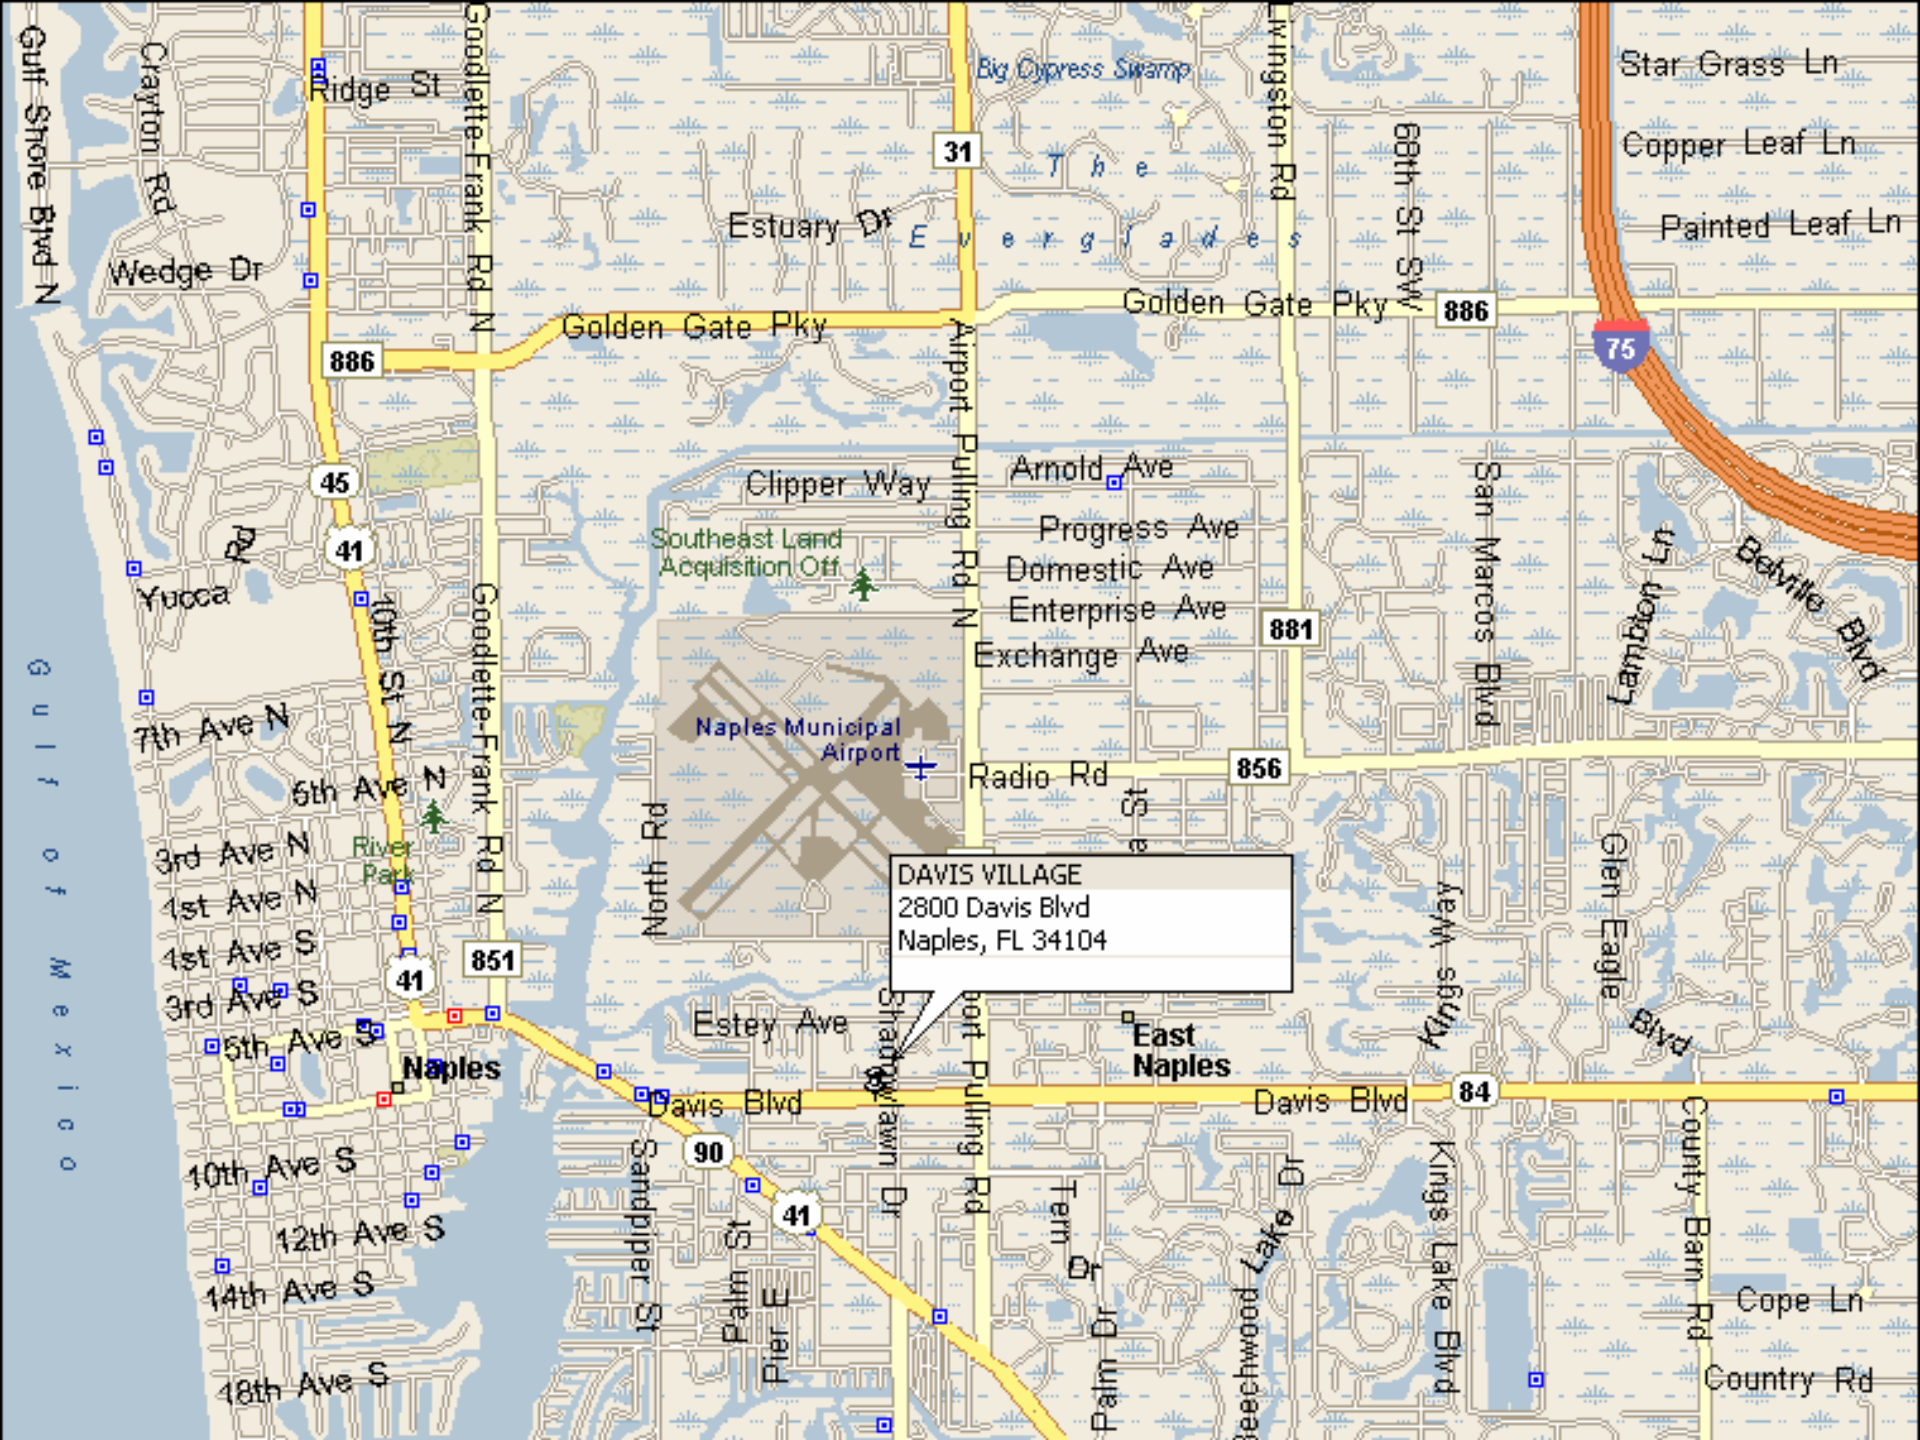 Gulf Shore Blvd N
Crayton Rd
Ridge St
Goodlette-Frank Rd N
31
Big Cypress Swamp
The
Everglades
Livingston Rd
68th St SW
Star Grass Ln
Copper Leaf Ln
Painted Leaf Ln
Estuary Dr
Wedge Dr
Golden Gate Pky
Golden Gate Pky
886
886
75
Airport Pulling Rd N
45
41
Clipper Way
Arnold Ave
Progress Ave
Domestic Ave
Enterprise Ave
Exchange Ave
Southeast Land
Acquisition Off
San Marcos Blvd
Lambton Ln
Belville Blvd
Yucca Rd
10th St N
Goodlette-Frank Rd N
881
Gulf of Mexico
7th Ave N
Naples Municipal
Airport
Radio Rd
856
5th Ave N
River
Park
3rd Ave N
1st Ave N
1st Ave S
3rd Ave S
5th Ave S
North Rd
St
DAVIS VILLAGE
2800 Davis Blvd
Naples, FL 34104
Glen Eagle Blvd
Kings Way
41
851
Estey Ave
Shadowlawn Dr
Pulling Rd
East
Naples
Naples
Davis Blvd
Davis Blvd
84
90
41
10th Ave S
12th Ave S
14th Ave S
18th Ave S
Sandpiper St
Palm St
Pier E
Tern Dr
Palm Dr
Lake Dr
Kings Lake Blvd
County Barn Rd
Cope Ln
Country Rd